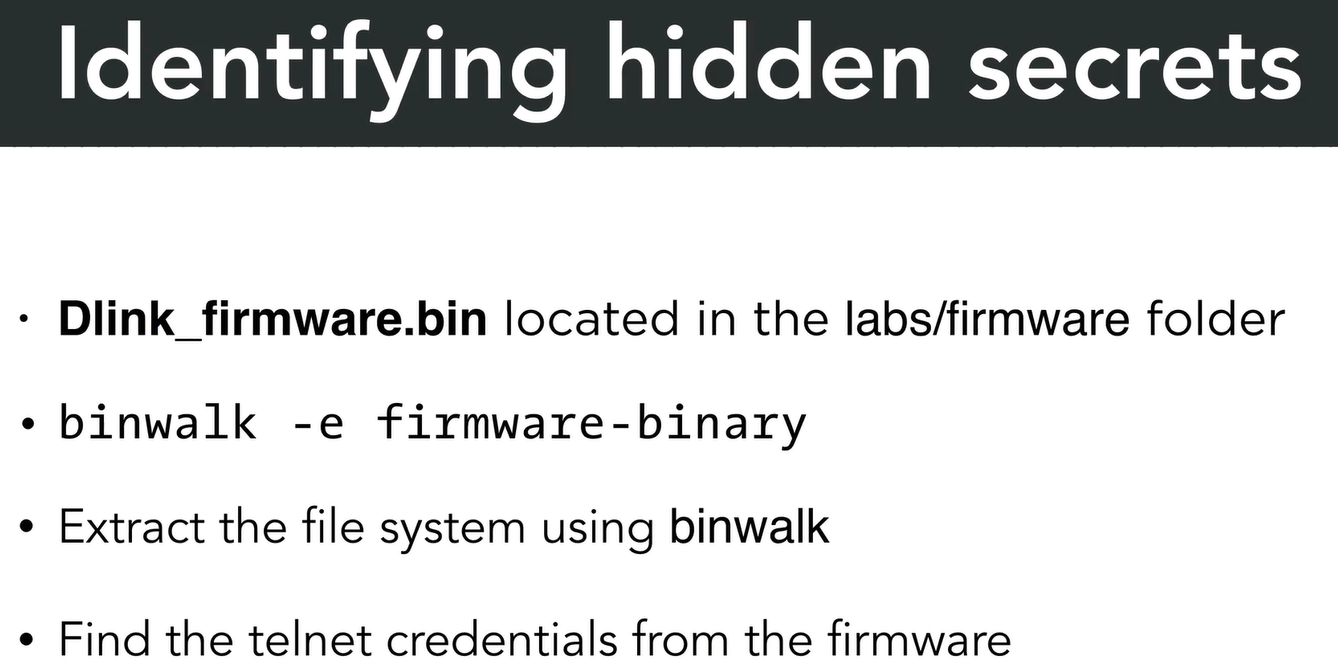 Identifying hidden secrets
• Dlink_firmware.bin located in the labs/firmware folder
• binwalk -e firmware-binary
• Extract the file system using binwalk
• Find the telnet credentials from the firmware